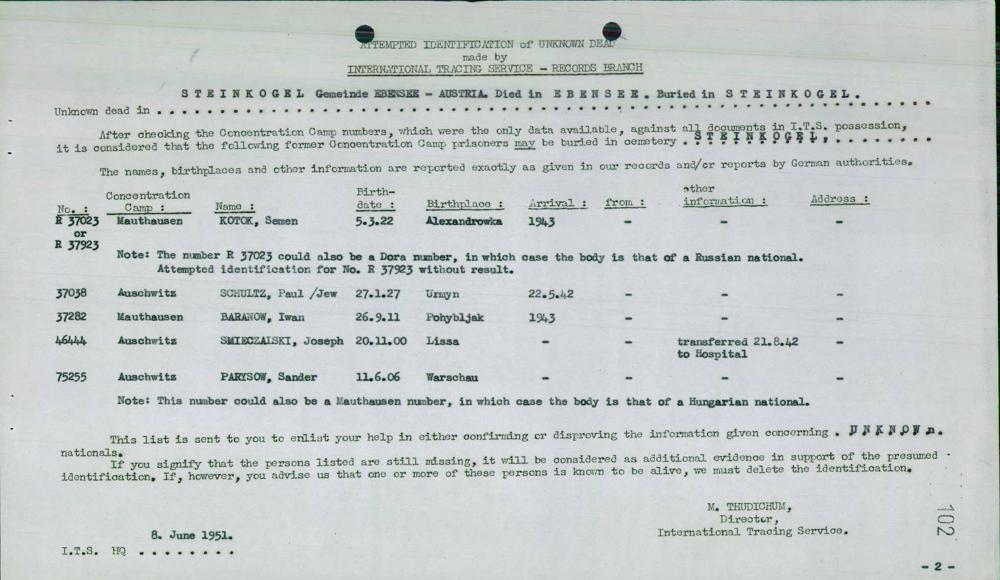 ATTEMPTED IDENTIFICATION of UNKNOWN DEAD
made by
INTERNATIONAL TRACING SERVICE - RECORDS BRANCH
STEINKOGEL Gemeinde EBENSEE - AUSTRIA. Died in EBENSEE. Buried in STEINKOGEL.
Unknown dead in
After checking the Concentration Camp numbers, which were the only data available, against all documents in I.T.S. possession,
it is considered that the following former Concentration Camp prisoners may be buried in cemetery STEINKOGEL.
The names, birthplaces and other information are reported exactly as given in our records and/or reports by German authorities.
No. : Concentration Camp : Name : Birth-date : Birthplace : Arrival : from : other information : Address :
R 37023 Mauthausen KOTOK, Semen 5.3.22 Alexandrowka 1943 - - -
or
R 37923
Note: The number R 37023 could also be a Dora number, in which case the body is that of a Russian national.
Attempted identification for No. R 37923 without result.
37038 Auschwitz SCHULTZ, Paul /Jew 27.1.27 Urmyn 22.5.42 - - -
37282 Mauthausen BARANOW, Iwan 26.9.11 Pohybljak 1943 - - -
46444 Auschwitz SMIECZALSKI, Joseph 20.11.00 Lissa - - transferred 21.8.42 -
to Hospital
75255 Auschwitz PARYSOW, Sander 11.6.06 Warschau - - - -
Note: This number could also be a Mauthausen number, in which case the body is that of a Hungarian national.
This list is sent to you to enlist your help in either confirming or disproving the information given concerning . UNKNOWN.
nationals.
If you signify that the persons listed are still missing, it will be considered as additional evidence in support of the presumed
identification. If, however, you advise us that one or more of these persons is known to be alive, we must delete the identification.
M. THUDICHUM,
Director,
International Tracing Service.
8. June 1951.
I.T.S. HQ . . . . . . . .
102
- 2 -